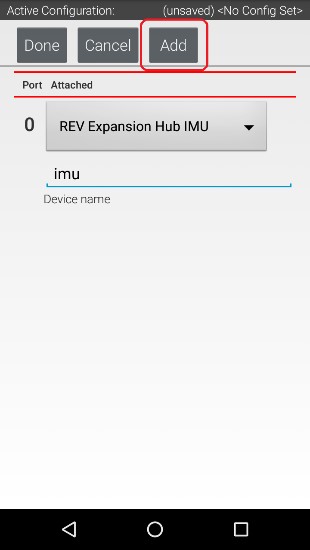 Active Configuration: (unsaved) <No Config Set>
Done Cancel Add
Port Attached
0 REV Expansion Hub IMU
imu
Device name